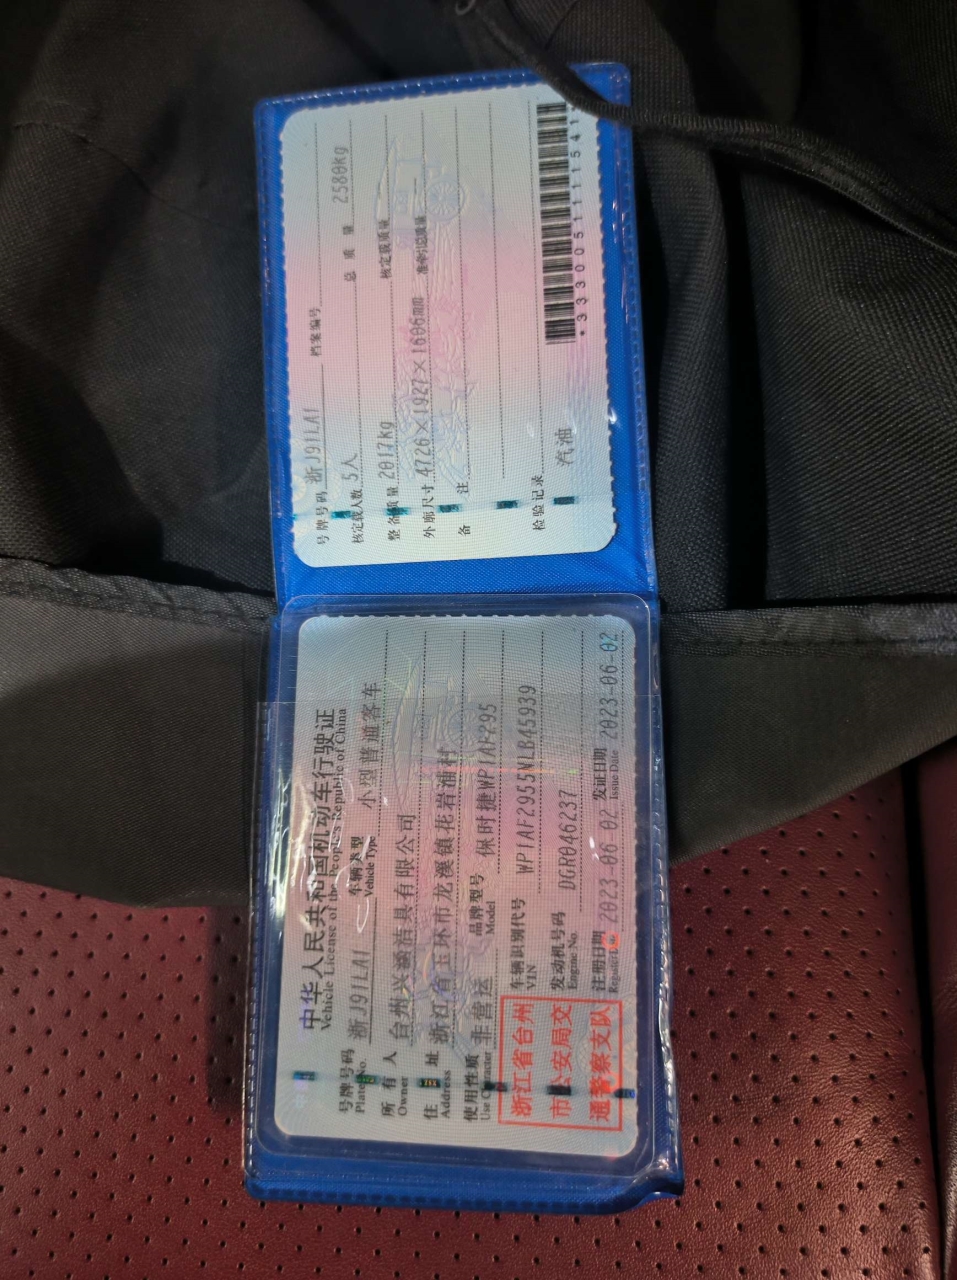 中华人民共和国机动车行驶证
Vehicle License of the People's Republic of China
号牌号码 浙J91LA1 车辆类型 小型普通客车
Plate No. Vehicle Type
所有人 台州兴灏洁具有限公司
Owner
住址 浙江省玉环市龙溪镇花岩浦村
Address
使用性质 非营运 品牌型号 保时捷WP1AF295
Use Character Model
浙江省台州
市公安局交
通警察支队
车辆识别代号 WP1AF2955NLB45939
VIN
发动机号码 DGR046237
Engine No.
注册日期 2023-06-02 发证日期 2023-06-02
Register Issue Date
号牌号码 浙J91LA1 档案编号
核定载人数 5人 总质量 2580kg
整备质量 2017kg 核定载质量
外廓尺寸 4726×1927×1606mm 准牵引总质量
备注
检验记录
汽油
*3330051111541